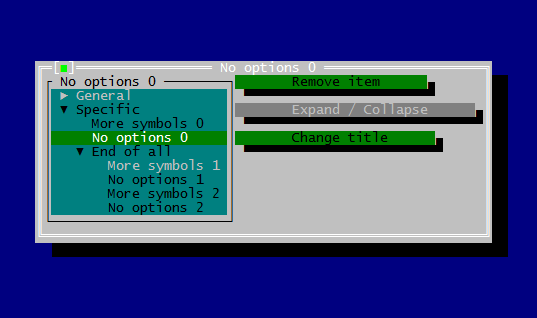 [■] No options 0
No options 0
► General
▼ Specific
More symbols 0
No options 0
▼ End of all
More symbols 1
No options 1
More symbols 2
No options 2
Remove item
Expand / Collapse
Change title